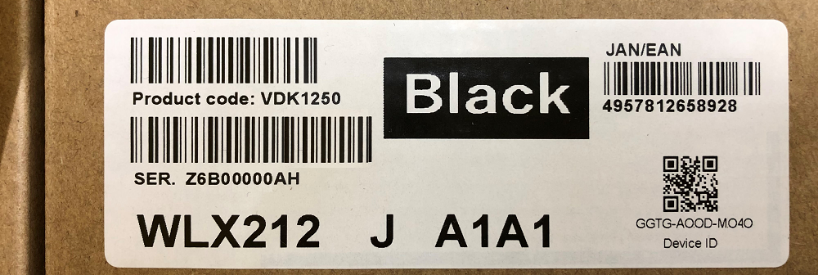 Product code: VDK1250
SER. Z6B00000AH
Black
JAN/EAN
4957812658928
GGTG-AOOD-MO4O
Device ID
WLX212 J A1A1